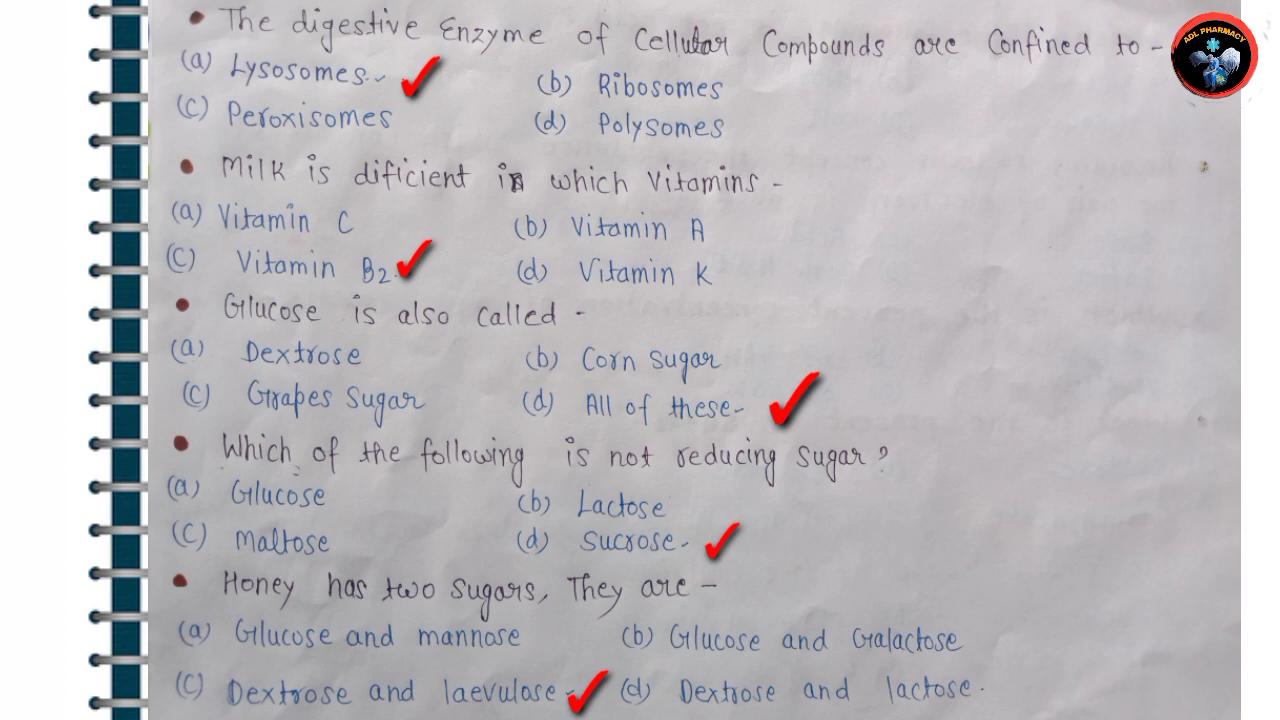 • The digestive Enzyme of Cellular Compounds are Confined to -
(a) Lysosomes- (b) Ribosomes
(C) Peroxisomes (d) Polysomes
• Milk is dificient in which Vitamins -
(a) Vitamin C (b) Vitamin A
(C) Vitamin B2. (d) Vitamin K
• Glucose is also called -
(a) Dextrose (b) Corn Sugar
(C) Grapes Sugar (d) All of these-
• Which of the following is not reducing Sugar?
(a) Glucose (b) Lactose
(C) Maltose (d) Sucrose-
• Honey has two Sugars, They are -
(a) Glucose and mannose (b) Glucose and Galactose
(C) Dextrose and laevulose- (d) Dextrose and lactose.
ADL PHARMACY